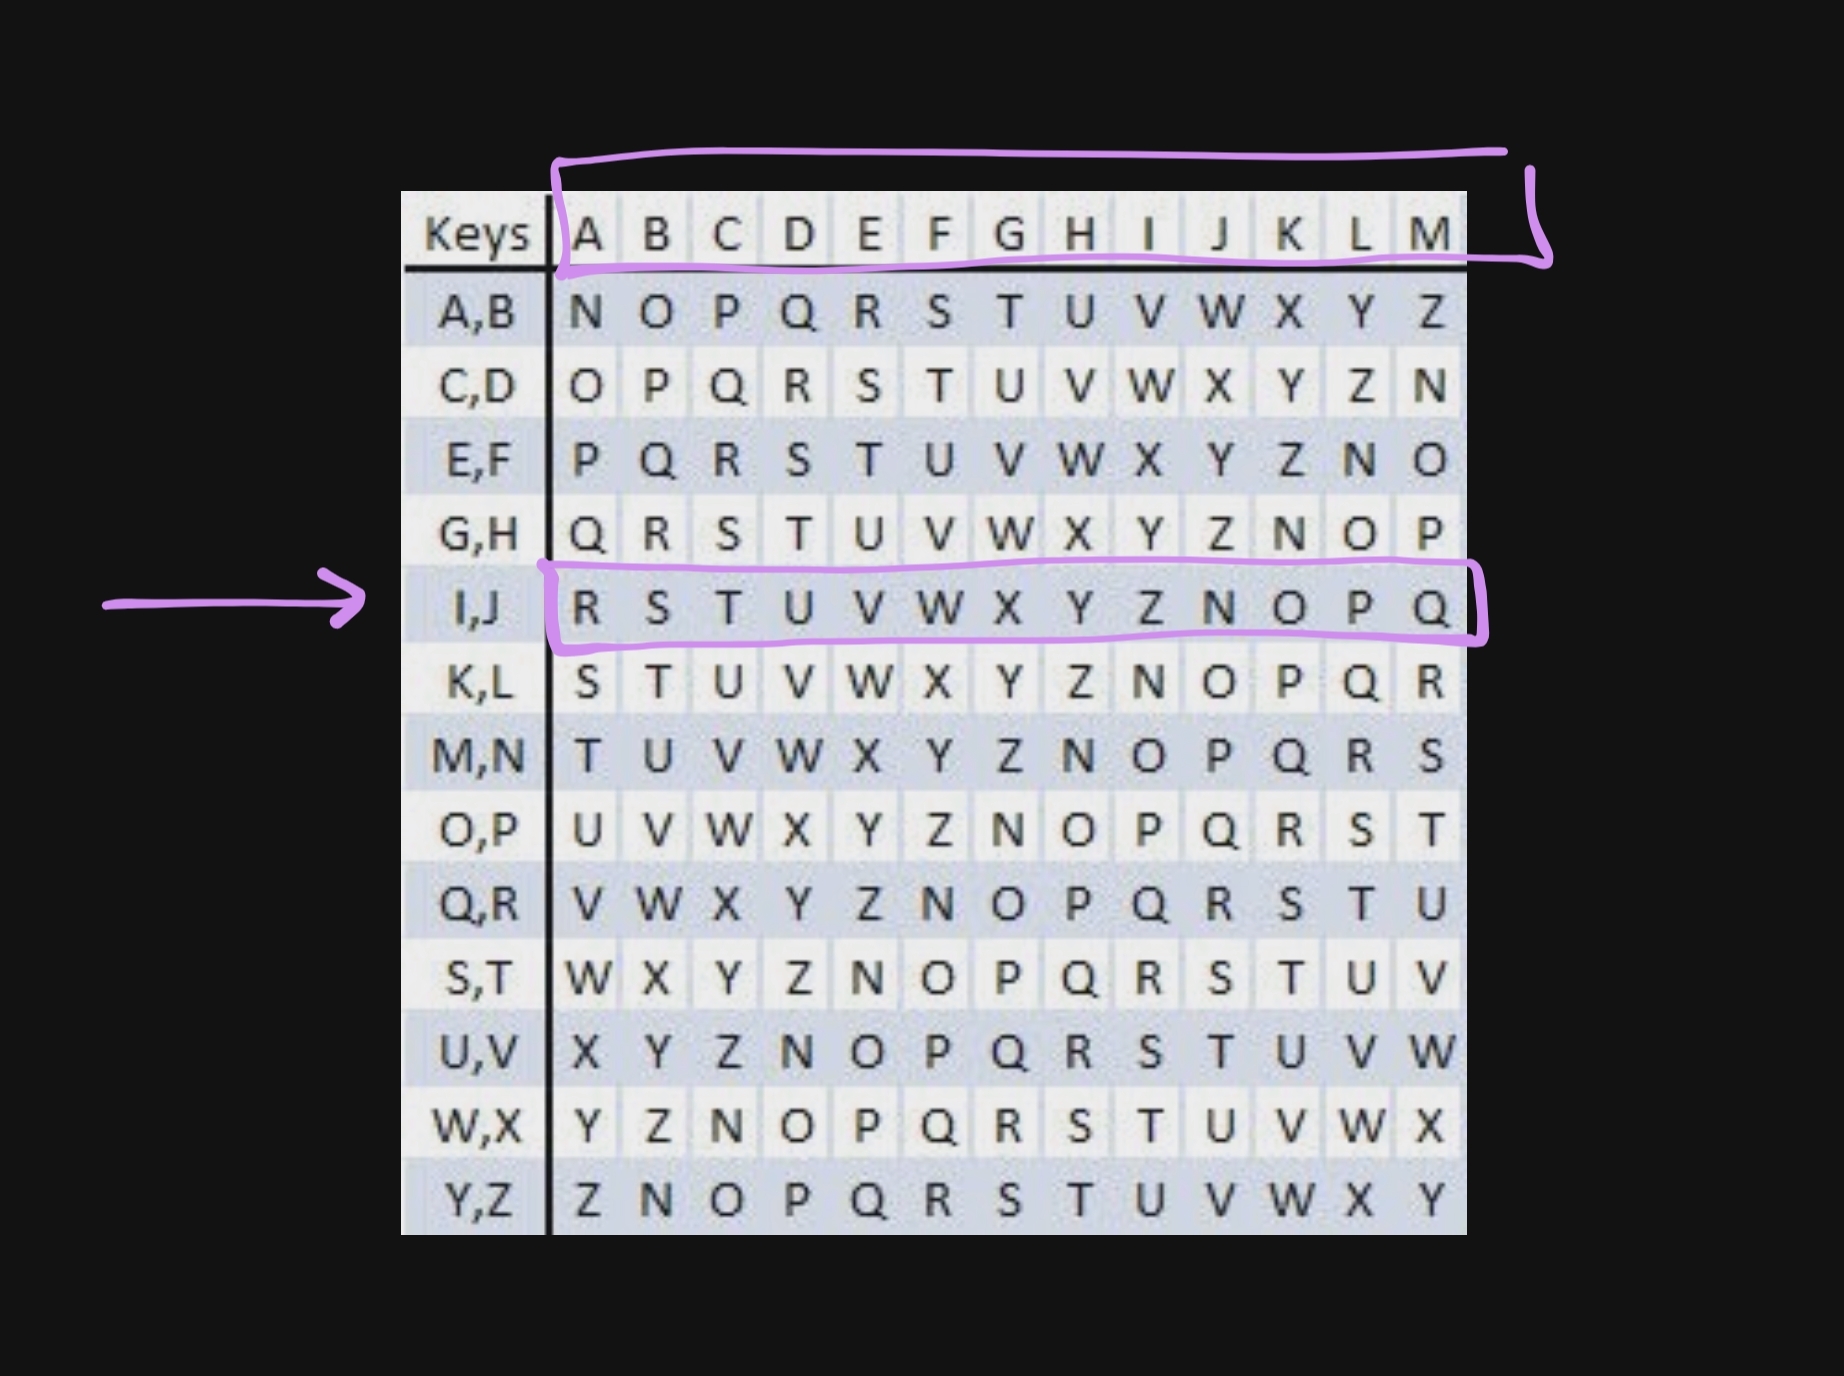 Keys A B C D E F G H I J K L M
A,B N O P Q R S T U V W X Y Z
C,D O P Q R S T U V W X Y Z N
E,F P Q R S T U V W X Y Z N O
G,H Q R S T U V W X Y Z N O P
I,J R S T U V W X Y Z N O P Q
K,L S T U V W X Y Z N O P Q R
M,N T U V W X Y Z N O P Q R S
O,P U V W X Y Z N O P Q R S T
Q,R V W X Y Z N O P Q R S T U
S,T W X Y Z N O P Q R S T U V
U,V X Y Z N O P Q R S T U V W
W,X Y Z N O P Q R S T U V W X
Y,Z Z N O P Q R S T U V W X Y